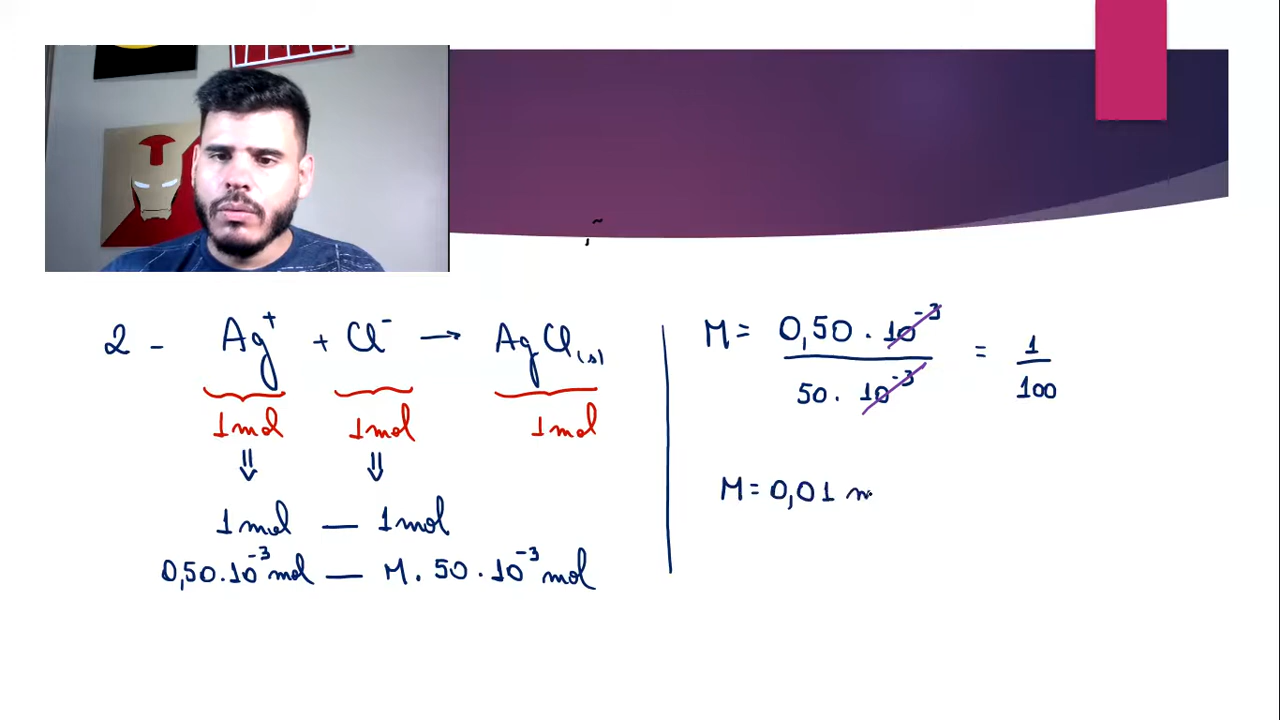 2 - Ag⁺ + Cl⁻ → AgCl₍ₛ₎
1mol 1mol 1mol
⇓ ⇓
1mol — 1mol
0,50.10⁻³mol — M. 50.10⁻³mol
M = 0,50 . 10⁻³ / 50. 10⁻³ = 1 / 100
M = 0,01 m